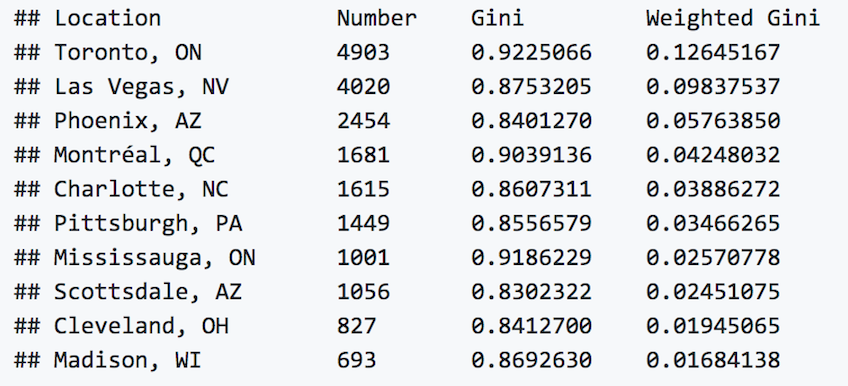 ## Location Number Gini Weighted Gini
## Toronto, ON 4903 0.9225066 0.12645167
## Las Vegas, NV 4020 0.8753205 0.09837537
## Phoenix, AZ 2454 0.8401270 0.05763850
## Montréal, QC 1681 0.9039136 0.04248032
## Charlotte, NC 1615 0.8607311 0.03886272
## Pittsburgh, PA 1449 0.8556579 0.03466265
## Mississauga, ON 1001 0.9186229 0.02570778
## Scottsdale, AZ 1056 0.8302322 0.02451075
## Cleveland, OH 827 0.8412700 0.01945065
## Madison, WI 693 0.8692630 0.01684138